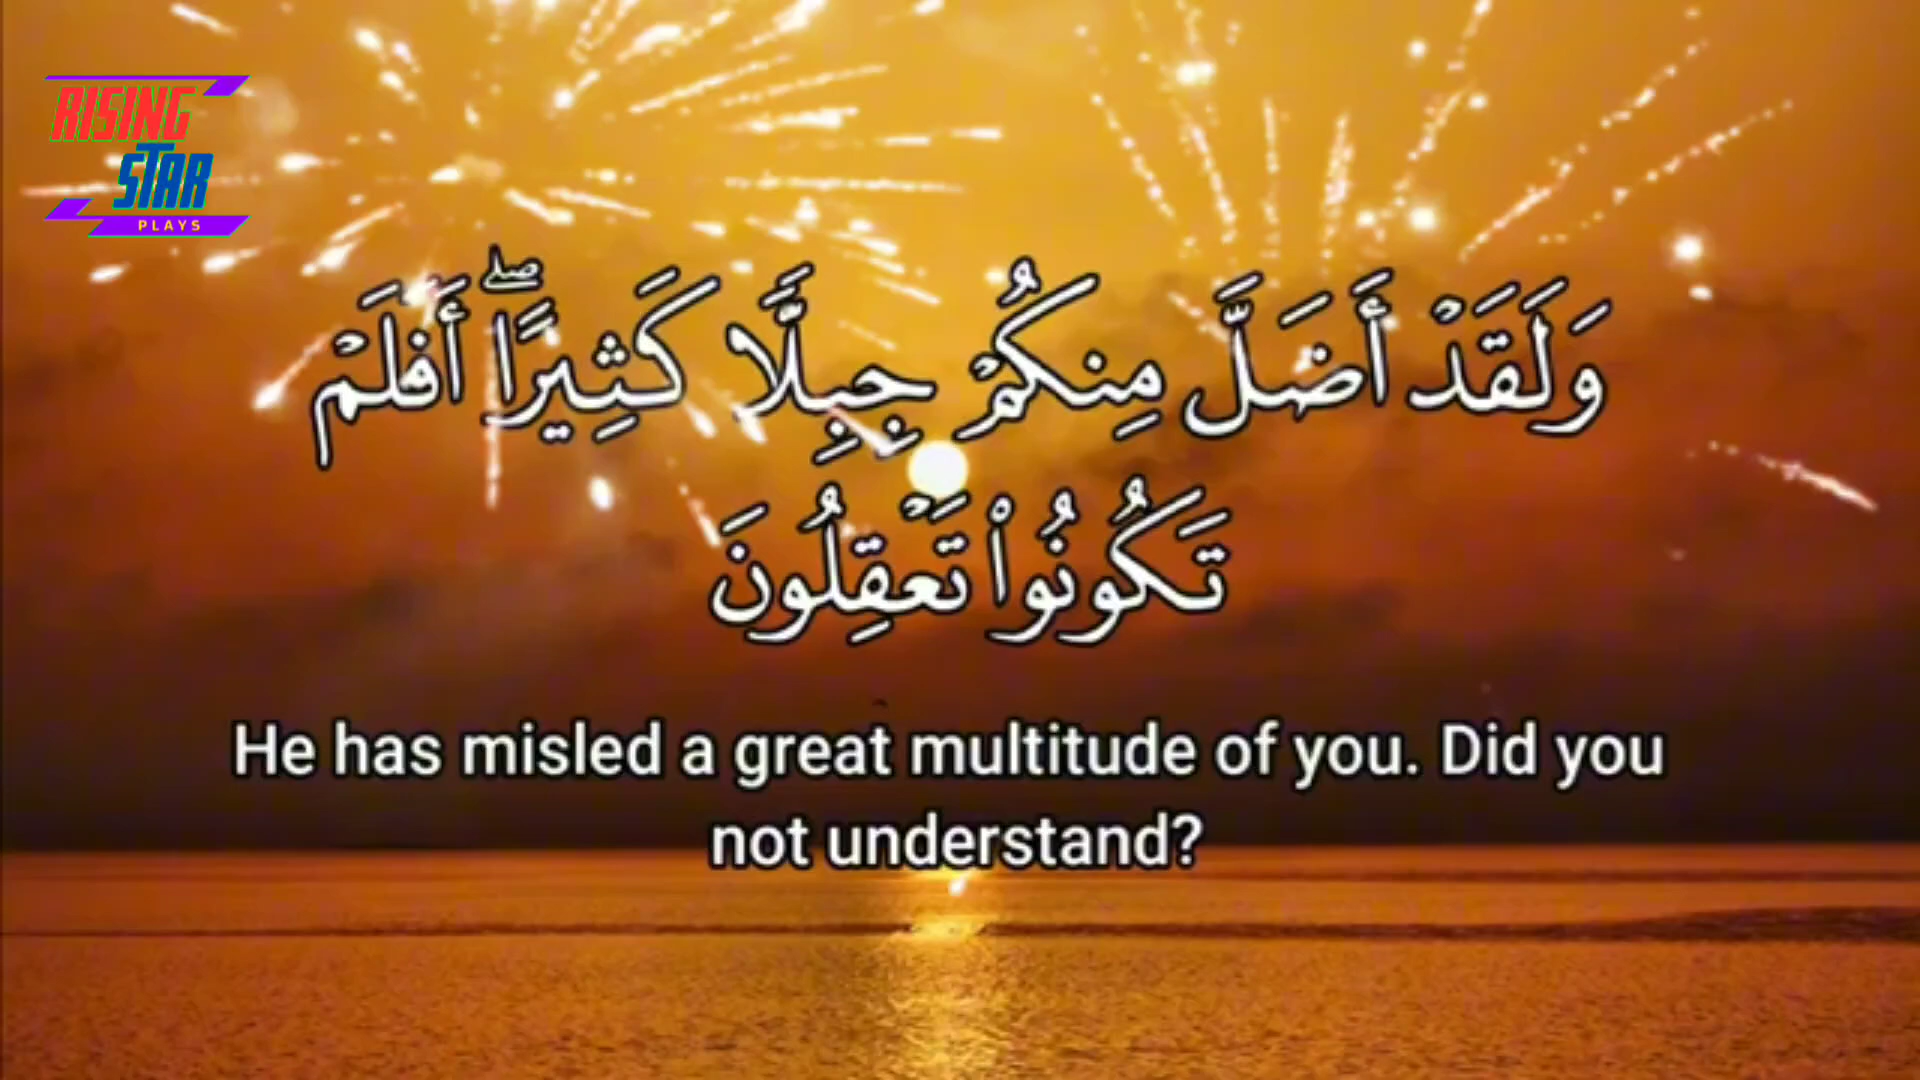 RISING
STAR
PLAYS
وَلَقَدْ أَضَلَّ مِنكُمْ جِبِلًّا كَثِيرًا ۖ أَفَلَمْ
تَكُونُوا۟ تَعْقِلُونَ
He has misled a great multitude of you. Did you
not understand?